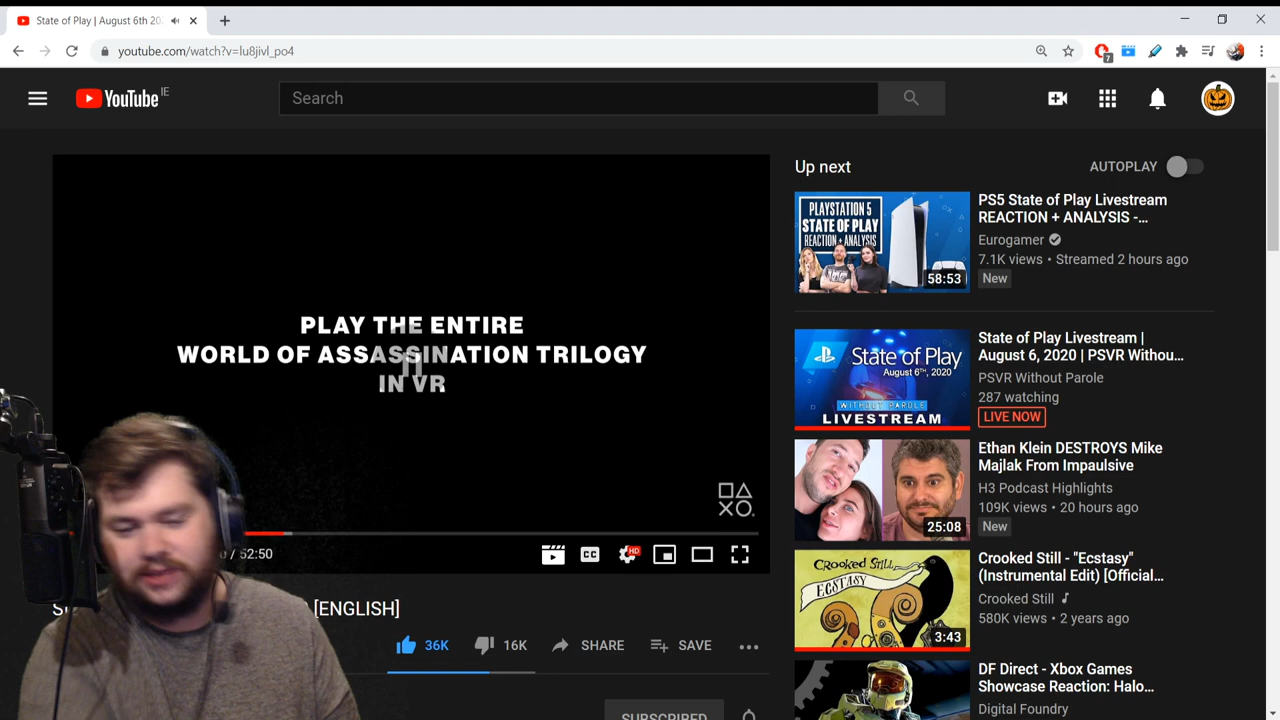 State of Play | August 6th 20
youtube.com/watch?v=lu8jivl_po4
7
YouTube IE
Search
PLAY THE ENTIRE
WORLD OF ASSASSINATION TRILOGY
IN VR
/ 52:50
CC
HD
[ENGLISH]
36K
16K
SHARE
SAVE
SUBSCRIBED
Up next
AUTOPLAY
PLAYSTATION 5
STATE OF PLAY
REACTION + ANALYSIS
58:53
PS5 State of Play Livestream
REACTION + ANALYSIS -...
Eurogamer
7.1K views • Streamed 2 hours ago
New
State of Play
August 6TH, 2020
WITHOUT PAROLE
LIVESTREAM
State of Play Livestream |
August 6, 2020 | PSVR Withou...
PSVR Without Parole
287 watching
LIVE NOW
25:08
Ethan Klein DESTROYS Mike
Majlak From Impaulsive
H3 Podcast Highlights
109K views • 20 hours ago
New
CROOKED STILL
ECSTASY
3:43
Crooked Still - "Ecstasy"
(Instrumental Edit) [Official...
Crooked Still
580K views • 2 years ago
DF Direct - Xbox Games
Showcase Reaction: Halo...
Digital Foundry